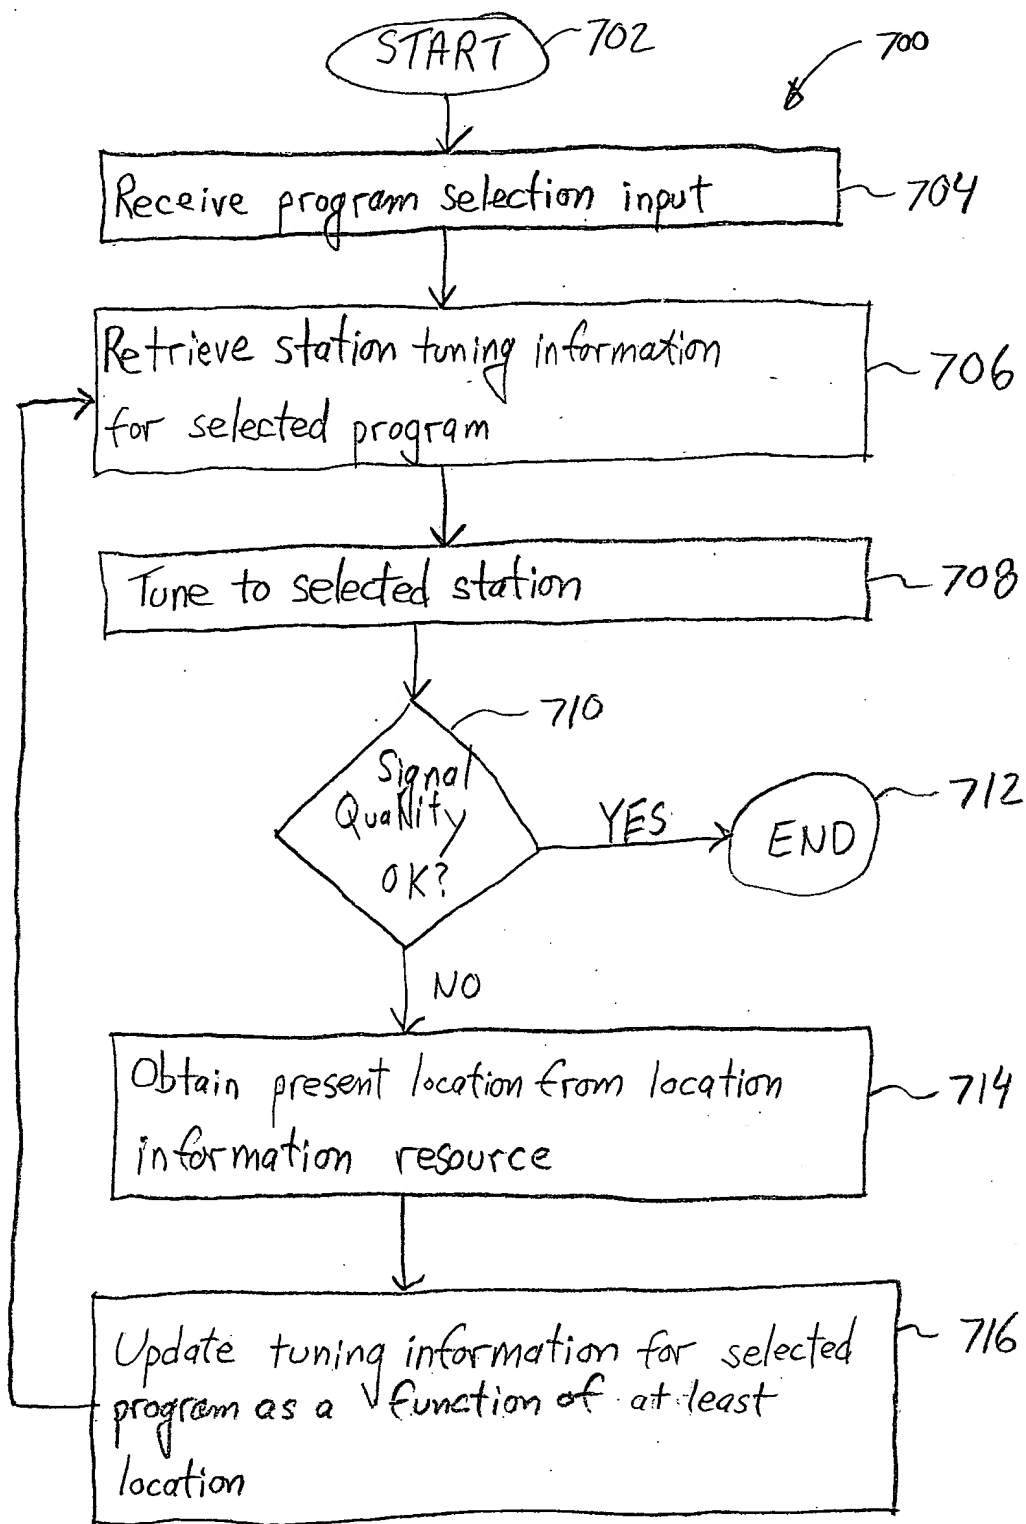 START
702
700
Receive program selection input
704
Retrieve station tuning information
for selected program
706
Tune to selected station
708
710
Signal
Quality
OK?
YES
END
712
NO
Obtain present location from location
information resource
714
Update tuning information for selected
program as a function of at least
location
716